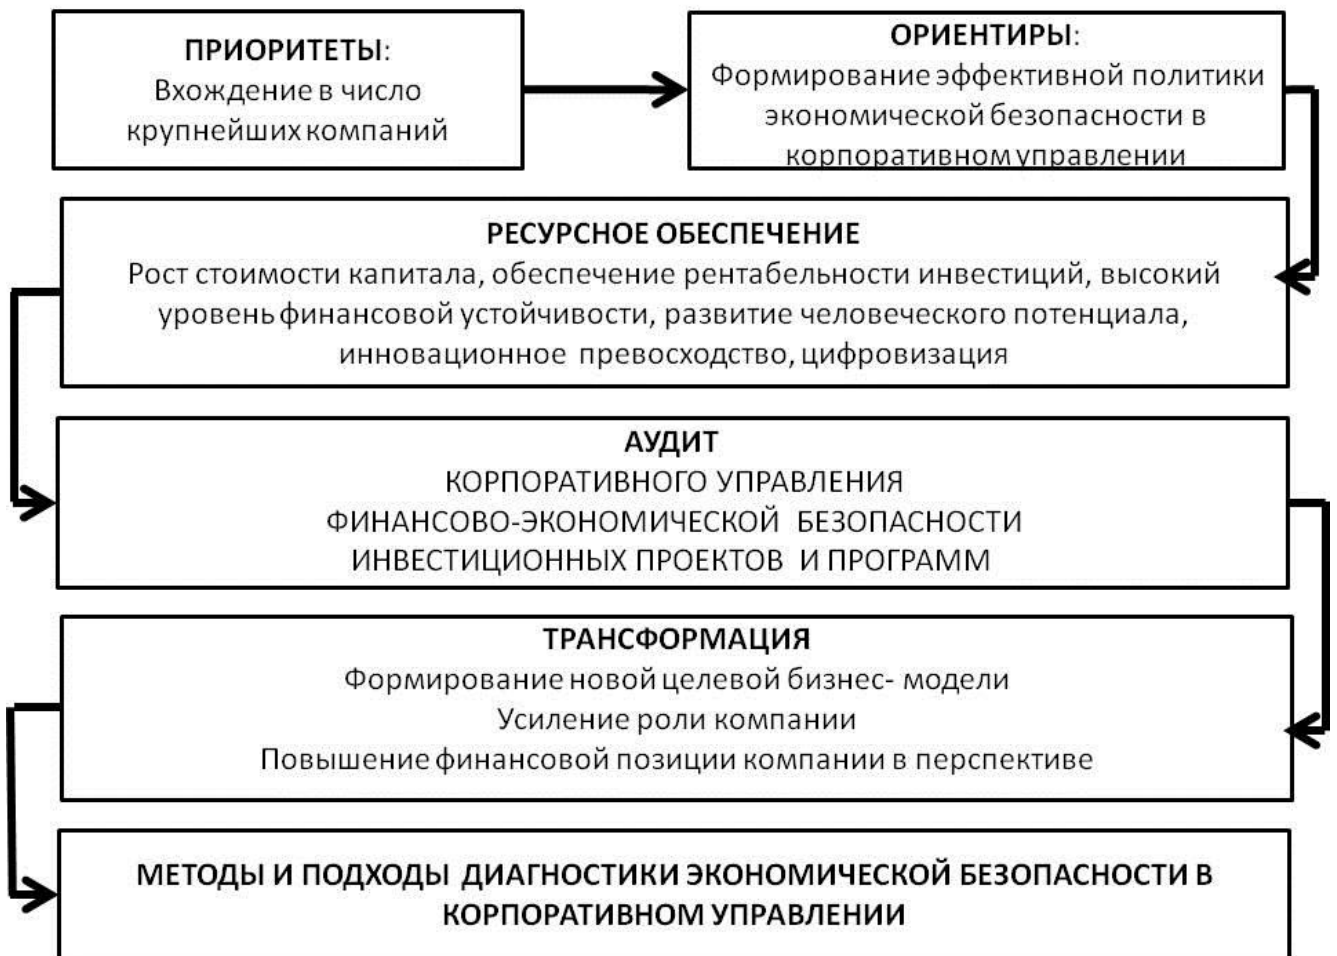 ПРИОРИТЕТЫ:
Вхождение в число
крупнейших компаний
ОРИЕНТИРЫ:
Формирование эффективной политики
экономической безопасности в
корпоративном управлении
РЕСУРСНОЕ ОБЕСПЕЧЕНИЕ
Рост стоимости капитала, обеспечение рентабельности инвестиций, высокий
уровень финансовой устойчивости, развитие человеческого потенциала,
инновационное превосходство, цифровизация
АУДИТ
КОРПОРАТИВНОГО УПРАВЛЕНИЯ
ФИНАНСОВО-ЭКОНОМИЧЕСКОЙ БЕЗОПАСНОСТИ
ИНВЕСТИЦИОННЫХ ПРОЕКТОВ И ПРОГРАММ
ТРАНСФОРМАЦИЯ
Формирование новой целевой бизнес- модели
Усиление роли компании
Повышение финансовой позиции компании в перспективе
МЕТОДЫ И ПОДХОДЫ ДИАГНОСТИКИ ЭКОНОМИЧЕСКОЙ БЕЗОПАСНОСТИ В
КОРПОРАТИВНОМ УПРАВЛЕНИИ